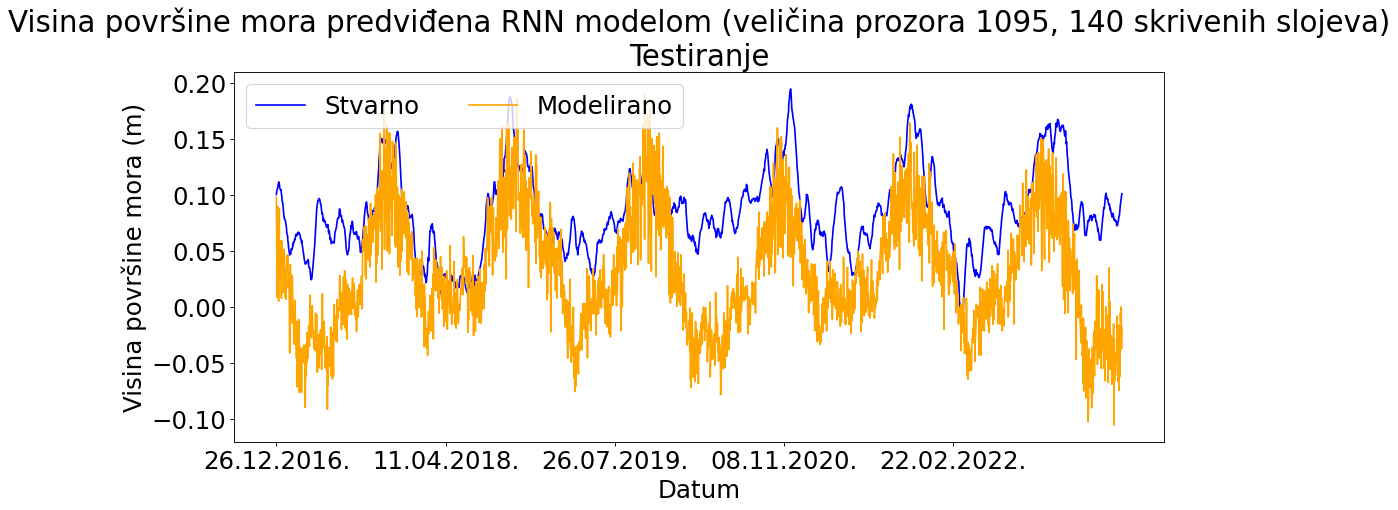 Visina površine mora predviđena RNN modelom (veličina prozora 1095, 140 skrivenih slojeva)
Testiranje
Stvarno
Modelirano
Visina površine mora (m)
0.20
0.15
0.10
0.05
0.00
−0.05
−0.10
26.12.2016.
11.04.2018.
26.07.2019.
08.11.2020.
22.02.2022.
Datum